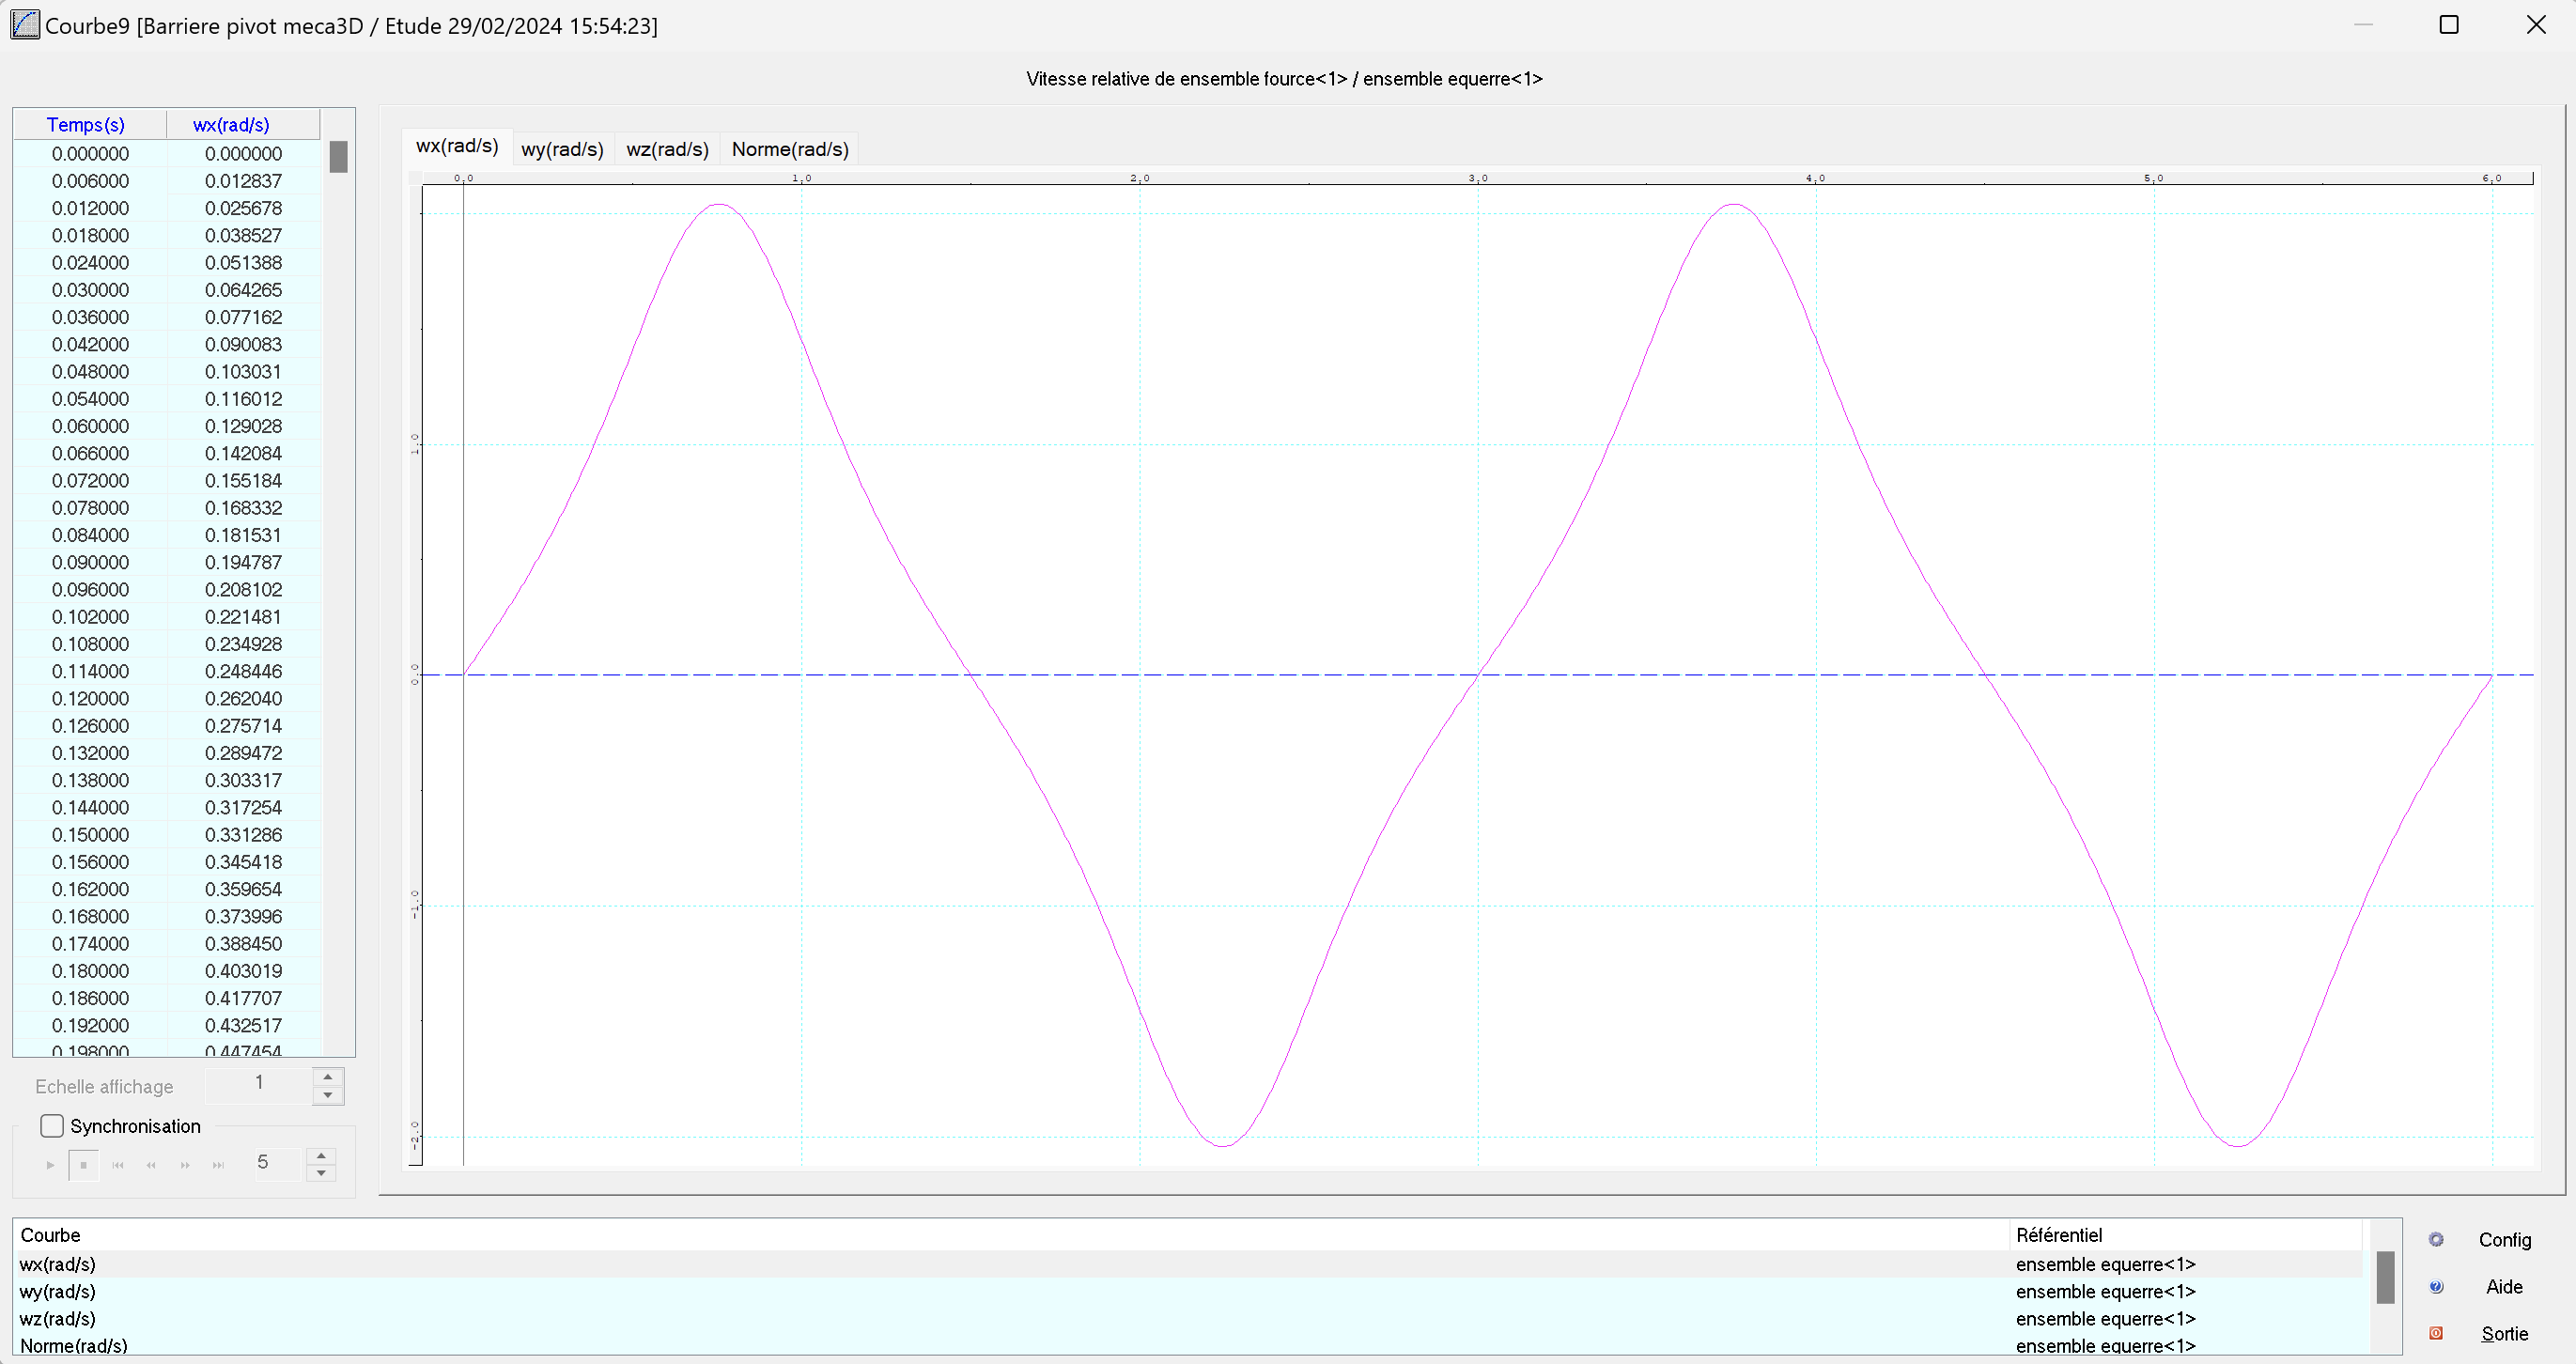 Courbe9 [Barriere pivot meca3D / Etude 29/02/2024 15:54:23]
Vitesse relative de ensemble fource<1> / ensemble equerre<1>
Temps(s) wx(rad/s)
0.000000 0.000000
0.006000 0.012837
0.012000 0.025678
0.018000 0.038527
0.024000 0.051388
0.030000 0.064265
0.036000 0.077162
0.042000 0.090083
0.048000 0.103031
0.054000 0.116012
0.060000 0.129028
0.066000 0.142084
0.072000 0.155184
0.078000 0.168332
0.084000 0.181531
0.090000 0.194787
0.096000 0.208102
0.102000 0.221481
0.108000 0.234928
0.114000 0.248446
0.120000 0.262040
0.126000 0.275714
0.132000 0.289472
0.138000 0.303317
0.144000 0.317254
0.150000 0.331286
0.156000 0.345418
0.162000 0.359654
0.168000 0.373996
0.174000 0.388450
0.180000 0.403019
0.186000 0.417707
0.192000 0.432517
0.198000 0.447454
Echelle affichage 1
Synchronisation
5
wx(rad/s) wy(rad/s) wz(rad/s) Norme(rad/s)
0,0 1,0 2,0 3,0 4,0 5,0 6,0
1,0
0,0
-1,0
-2,0
Courbe Référentiel
wx(rad/s) ensemble equerre<1>
wy(rad/s) ensemble equerre<1>
wz(rad/s) ensemble equerre<1>
Norme(rad/s) ensemble equerre<1>
Config
Aide
Sortie